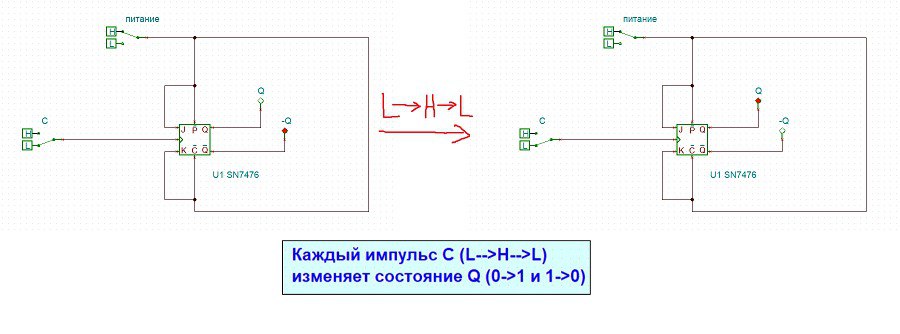 питание
питание
H
L
H
L
Q
Q
L→H→L
-Q
-Q
C
C
H
L
H
L
J P Q
K C Q
J P Q
K C Q
U1 SN7476
U1 SN7476
Каждый импульс С (L-->H-->L)
изменяет состояние Q (0->1 и 1->0)